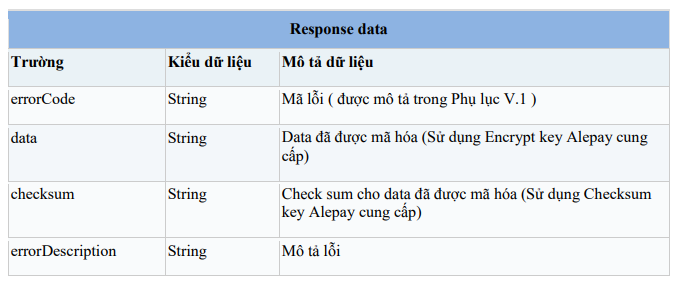 Response data
Trường Kiểu dữ liệu Mô tả dữ liệu
errorCode String Mã lỗi ( được mô tả trong Phụ lục V.1 )
data String Data đã được mã hóa (Sử dụng Encrypt key Alepay cung
cấp)
checksum String Check sum cho data đã được mã hóa (Sử dụng Checksum
key Alepay cung cấp)
errorDescription String Mô tả lỗi